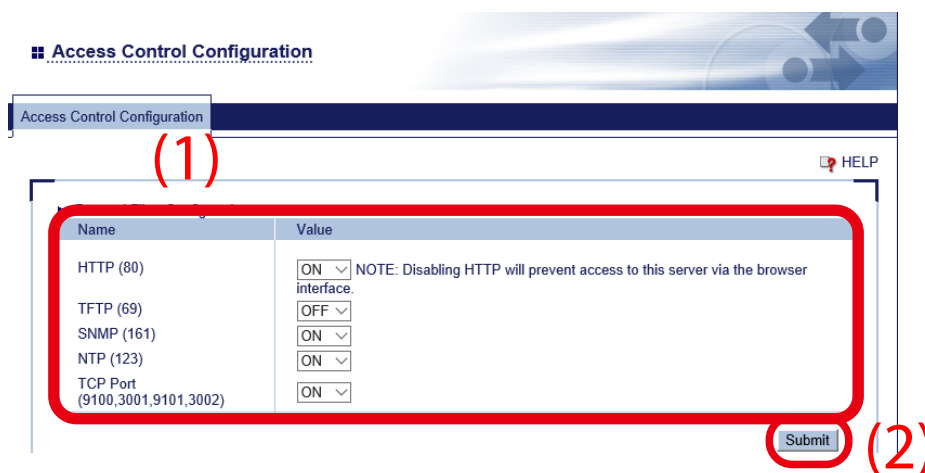 Access Control Configuration
Access Control Configuration
(1)
HELP
Name Value
HTTP (80) ON NOTE: Disabling HTTP will prevent access to this server via the browser
interface.
TFTP (69) OFF
SNMP (161) ON
NTP (123) ON
TCP Port
(9100,3001,9101,3002) ON
Submit (2)